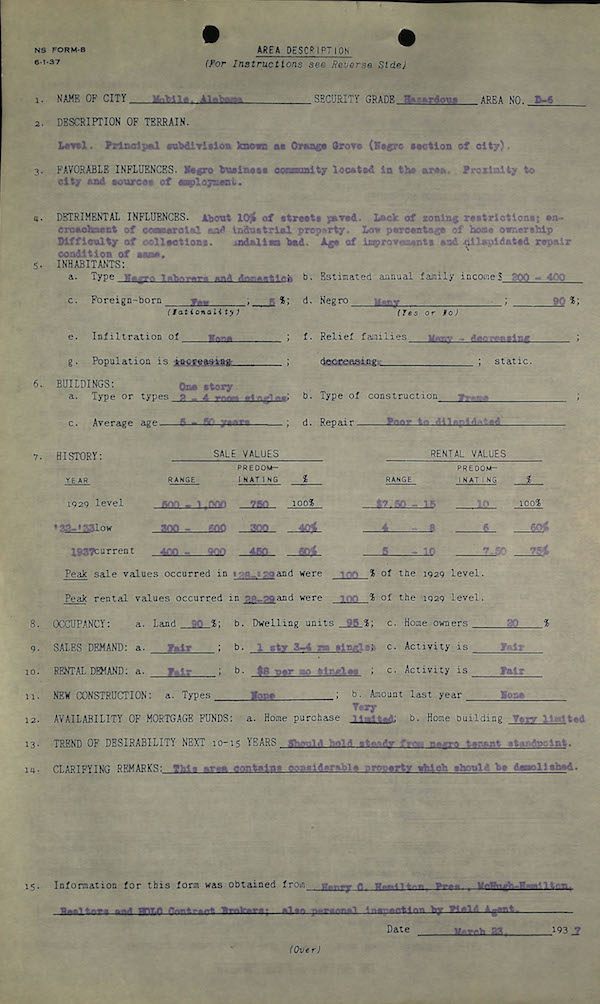 NS FORM-8
6-1-37
AREA DESCRIPTION
(For Instructions see Reverse Side)
1. NAME OF CITY Mobile, Alabama SECURITY GRADE Hazardous AREA NO. D-6
2. DESCRIPTION OF TERRAIN.
Level. Principal subdivision known as Orange Grove (Negro section of city).
3. FAVORABLE INFLUENCES. Negro business community located in the area. Proximity to
city and sources of employment.
4. DETRIMENTAL INFLUENCES. About 10% of streets paved. Lack of zoning restrictions; en-
croachment of commercial and industrial property. Low percentage of home ownership
Difficulty of collections. andalism bad. Age of improvements and dilapidated repair
condition of same.
5. INHABITANTS:
a. Type Negro laborers and domestics b. Estimated annual family income $ 200 - 400
c. Foreign-born Few ; 5 %; d. Negro Many ; 90 %;
(Nationality) (Yes or No)
e. Infiltration of None ; f. Relief families Many - decreasing ;
g. Population is increasing ; decreasing ; static.
6. BUILDINGS:
One story
a. Type or types 2 - 4 room singles; b. Type of construction Frame ;
c. Average age 5 - 50 years ; d. Repair Poor to dilapidated
7. HISTORY: SALE VALUES RENTAL VALUES
PREDOM- PREDOM-
YEAR RANGE INATING % RANGE INATING %
1929 level 500 - 1,000 750 100% $7.50 - 15 10 100%
'32-'33 low 300 - 600 300 40% 4 - 8 6 60%
1937 current 400 - 900 450 60% 5 - 10 7.50 75%
Peak sale values occurred in '28-'29 and were 100 % of the 1929 level.
Peak rental values occurred in 28-29 and were 100 % of the 1929 level.
8. OCCUPANCY: a. Land 90 %; b. Dwelling units 95 %; c. Home owners 20 %
9. SALES DEMAND: a. Fair ; b. 1 sty 3-4 rm single; c. Activity is Fair
10. RENTAL DEMAND: a. Fair ; b. $8 per mo singles ; c. Activity is Fair
11. NEW CONSTRUCTION: a. Types None ; b. Amount last year None
Very
12. AVAILABILITY OF MORTGAGE FUNDS: a. Home purchase limited; b. Home building Very limited
13. TREND OF DESIRABILITY NEXT 10-15 YEARS Should hold steady from negro tenant standpoint.
14. CLARIFYING REMARKS: This area contains considerable property which should be demolished.
15. Information for this form was obtained from Henry C. Hamilton, Pres., McHugh-Hamilton,
Realtors and HOLC Contract Brokers; also personal inspection by Field Agent.
Date March 23, 193 7
(Over)